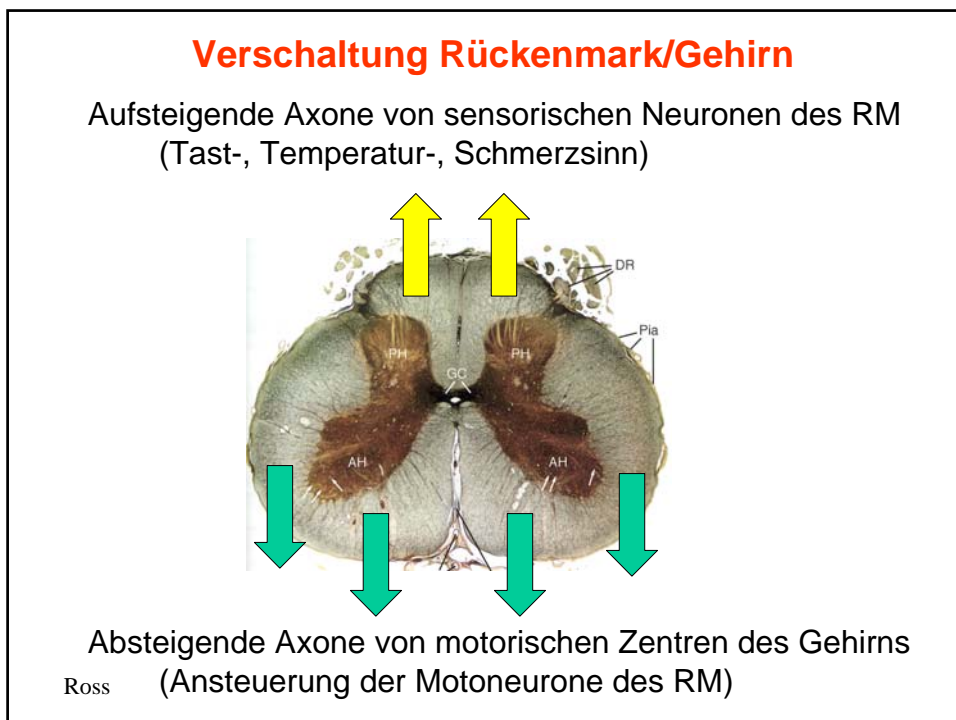 Verschaltung Rückenmark/Gehirn
Aufsteigende Axone von sensorischen Neuronen des RM
(Tast-, Temperatur-, Schmerzsinn)
DR
Pia
PH
PH
GC
AH
AH
Absteigende Axone von motorischen Zentren des Gehirns
(Ansteuerung der Motoneurone des RM)
Ross